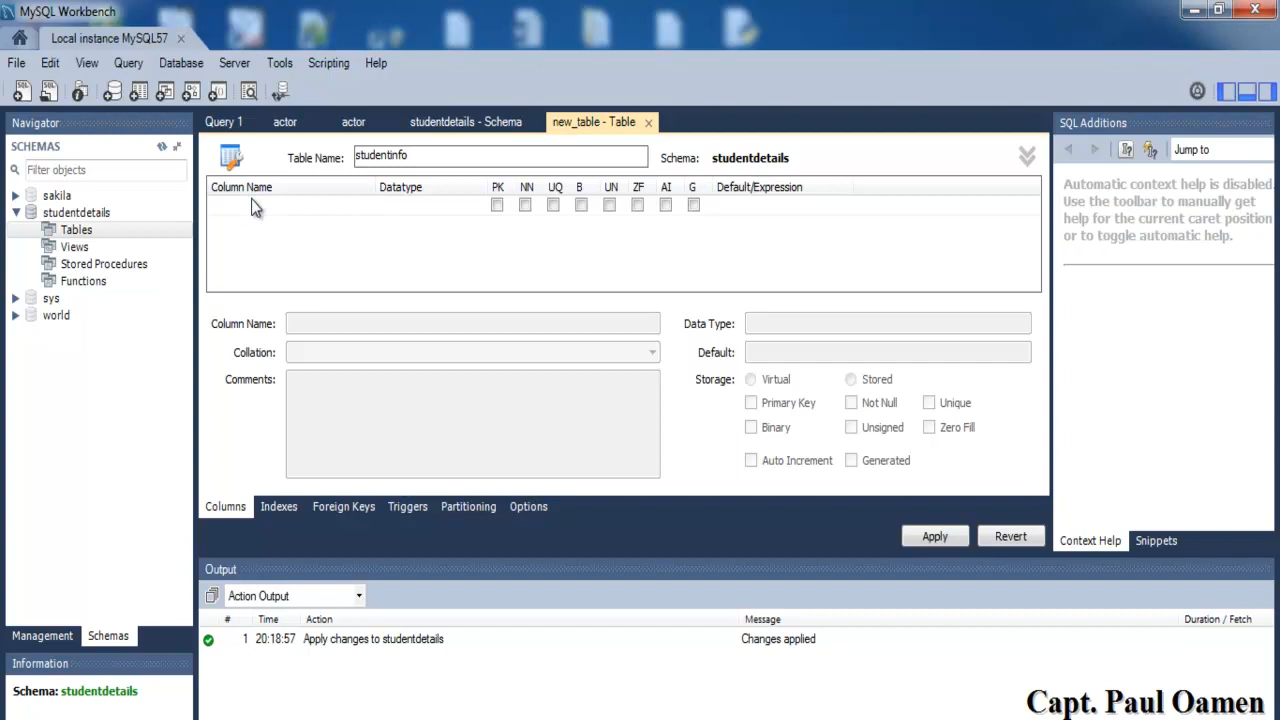 MySQL Workbench
Local instance MySQL57
File Edit View Query Database Server Tools Scripting Help
Navigator
SCHEMAS
Filter objects
sakila
studentdetails
Tables
Views
Stored Procedures
Functions
sys
world
Management Schemas
Information
Schema: studentdetails
Query 1 actor actor studentdetails - Schema new_table - Table
Table Name: studentinfo Schema: studentdetails
Column Name Datatype PK NN UQ B UN ZF AI G Default/Expression
Column Name: Data Type:
Collation: Default:
Comments: Storage: Virtual Stored
Primary Key Not Null Unique
Binary Unsigned Zero Fill
Auto Increment Generated
Columns Indexes Foreign Keys Triggers Partitioning Options
Apply Revert
Output
Action Output
# Time Action Message Duration / Fetch
1 20:18:57 Apply changes to studentdetails Changes applied
SQL Additions
Jump to
Automatic context help is disabled.
Use the toolbar to manually get
help for the current caret position
or to toggle automatic help.
Context Help Snippets
Capt. Paul Oamen